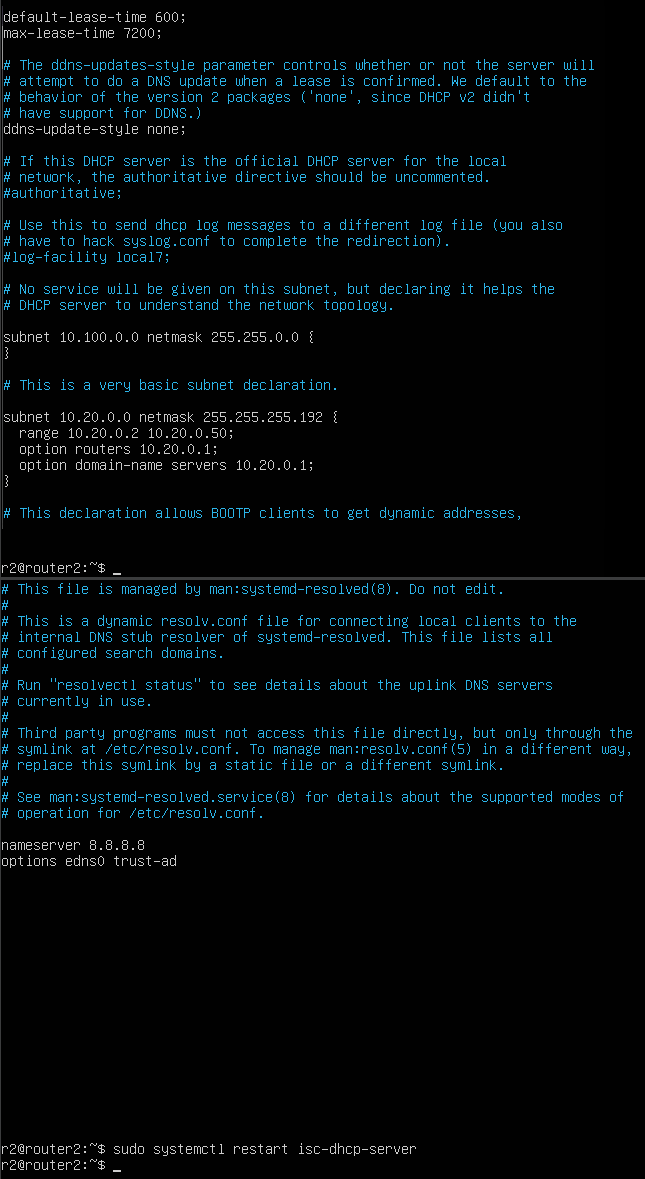 default-lease-time 600;
max-lease-time 7200;
# The ddns-updates-style parameter controls whether or not the server will
# attempt to do a DNS update when a lease is confirmed. We default to the
# behavior of the version 2 packages ('none', since DHCP v2 didn't
# have support for DDNS.)
ddns-update-style none;
# If this DHCP server is the official DHCP server for the local
# network, the authoritative directive should be uncommented.
#authoritative;
# Use this to send dhcp log messages to a different log file (you also
# have to hack syslog.conf to complete the redirection).
#log-facility local7;
# No service will be given on this subnet, but declaring it helps the
# DHCP server to understand the network topology.
subnet 10.100.0.0 netmask 255.255.0.0 {
}
# This is a very basic subnet declaration.
subnet 10.20.0.0 netmask 255.255.255.192 {
  range 10.20.0.2 10.20.0.50;
  option routers 10.20.0.1;
  option domain-name servers 10.20.0.1;
}
# This declaration allows BOOTP clients to get dynamic addresses,
r2@router2:~$ _
# This file is managed by man:systemd-resolved(8). Do not edit.
#
# This is a dynamic resolv.conf file for connecting local clients to the
# internal DNS stub resolver of systemd-resolved. This file lists all
# configured search domains.
#
# Run "resolvectl status" to see details about the uplink DNS servers
# currently in use.
#
# Third party programs must not access this file directly, but only through the
# symlink at /etc/resolv.conf. To manage man:resolv.conf(5) in a different way,
# replace this symlink by a static file or a different symlink.
#
# See man:systemd-resolved.service(8) for details about the supported modes of
# operation for /etc/resolv.conf.
nameserver 8.8.8.8
options edns0 trust-ad
r2@router2:~$ sudo systemctl restart isc-dhcp-server
r2@router2:~$ _